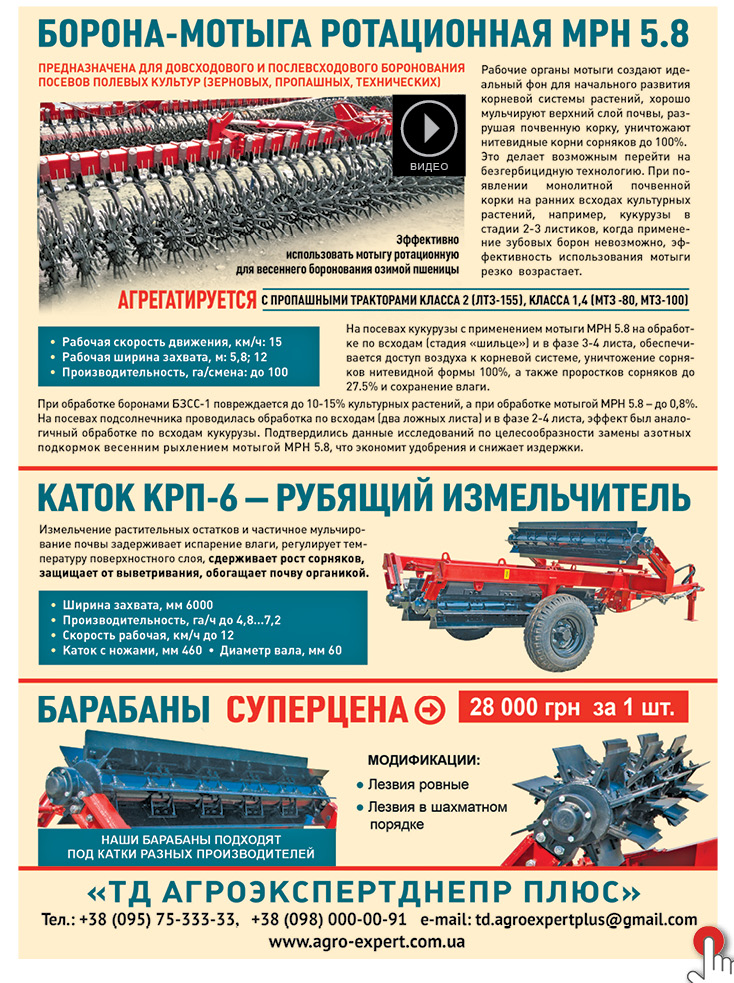 БОРОНА-МОТЫГА РОТАЦИОННАЯ МРН 5.8
ПРЕДНАЗНАЧЕНА ДЛЯ ДОВСХОДОВОГО И ПОСЛЕВСХОДОВОГО БОРОНОВАНИЯ
ПОСЕВОВ ПОЛЕВЫХ КУЛЬТУР (ЗЕРНОВЫХ, ПРОПАШНЫХ, ТЕХНИЧЕСКИХ)
ВИДЕО
Эффективно
использовать мотыгу ротационную
для весеннего боронования озимой пшеницы
Рабочие органы мотыги создают иде-
альный фон для начального развития
корневой системы растений, хорошо
мульчируют верхний слой почвы, раз-
рушая почвенную корку, уничтожают
нитевидные корни сорняков до 100%.
Это делает возможным перейти на
безгербицидную технологию. При по-
явлении монолитной почвенной
корки на ранних всходах культурных
растений, например, кукурузы в
стадии 2-3 листиков, когда примене-
ние зубовых борон невозможно, эф-
фективность использования мотыги
резко возрастает.
АГРЕГАТИРУЕТСЯ С ПРОПАШНЫМИ ТРАКТОРАМИ КЛАССА 2 (ЛТЗ-155), КЛАССА 1,4 (МТЗ -80, МТЗ-100)
• Рабочая скорость движения, км/ч: 15
• Рабочая ширина захвата, м: 5,8; 12
• Производительность, га/смена: до 100
На посевах кукурузы с применением мотыги МРН 5.8 на обработ-
ке по всходам (стадия «шильце») и в фазе 3-4 листа, обеспечи-
вается доступ воздуха к корневой системе, уничтожение сорня-
ков нитевидной формы 100%, а также проростков сорняков до
27.5% и сохранение влаги.
При обработке боронами БЗСС-1 повреждается до 10-15% культурных растений, а при обработке мотыгой МРН 5.8 – до 0,8%.
На посевах подсолнечника проводилась обработка по всходам (два ложных листа) и в фазе 2-4 листа, эффект был анало-
гичный обработке по всходам кукурузы. Подтвердились данные исследований по целесообразности замены азотных
подкормок весенним рыхлением мотыгой МРН 5.8, что экономит удобрения и снижает издержки.
КАТОК КРП-6 – РУБЯЩИЙ ИЗМЕЛЬЧИТЕЛЬ
Измельчение растительных остатков и частичное мульчиро-
вание почвы задерживает испарение влаги, регулирует тем-
пературу поверхностного слоя, сдерживает рост сорняков,
защищает от выветривания, обогащает почву органикой.
• Ширина захвата, мм 6000
• Производительность, га/ч до 4,8...7,2
• Скорость рабочая, км/ч до 12
• Каток с ножами, мм 460 • Диаметр вала, мм 60
БАРАБАНЫ СУПЕРЦЕНА 28 000 грн за 1 шт.
МОДИФИКАЦИИ:
• Лезвия ровные
• Лезвия в шахматном
порядке
НАШИ БАРАБАНЫ ПОДХОДЯТ
ПОД КАТКИ РАЗНЫХ ПРОИЗВОДИТЕЛЕЙ
«ТД АГРОЭКСПЕРТДНЕПР ПЛЮС»
Тел.: +38 (095) 75-333-33, +38 (098) 000-00-91 e-mail: td.agroexpertplus@gmail.com
www.agro-expert.com.ua